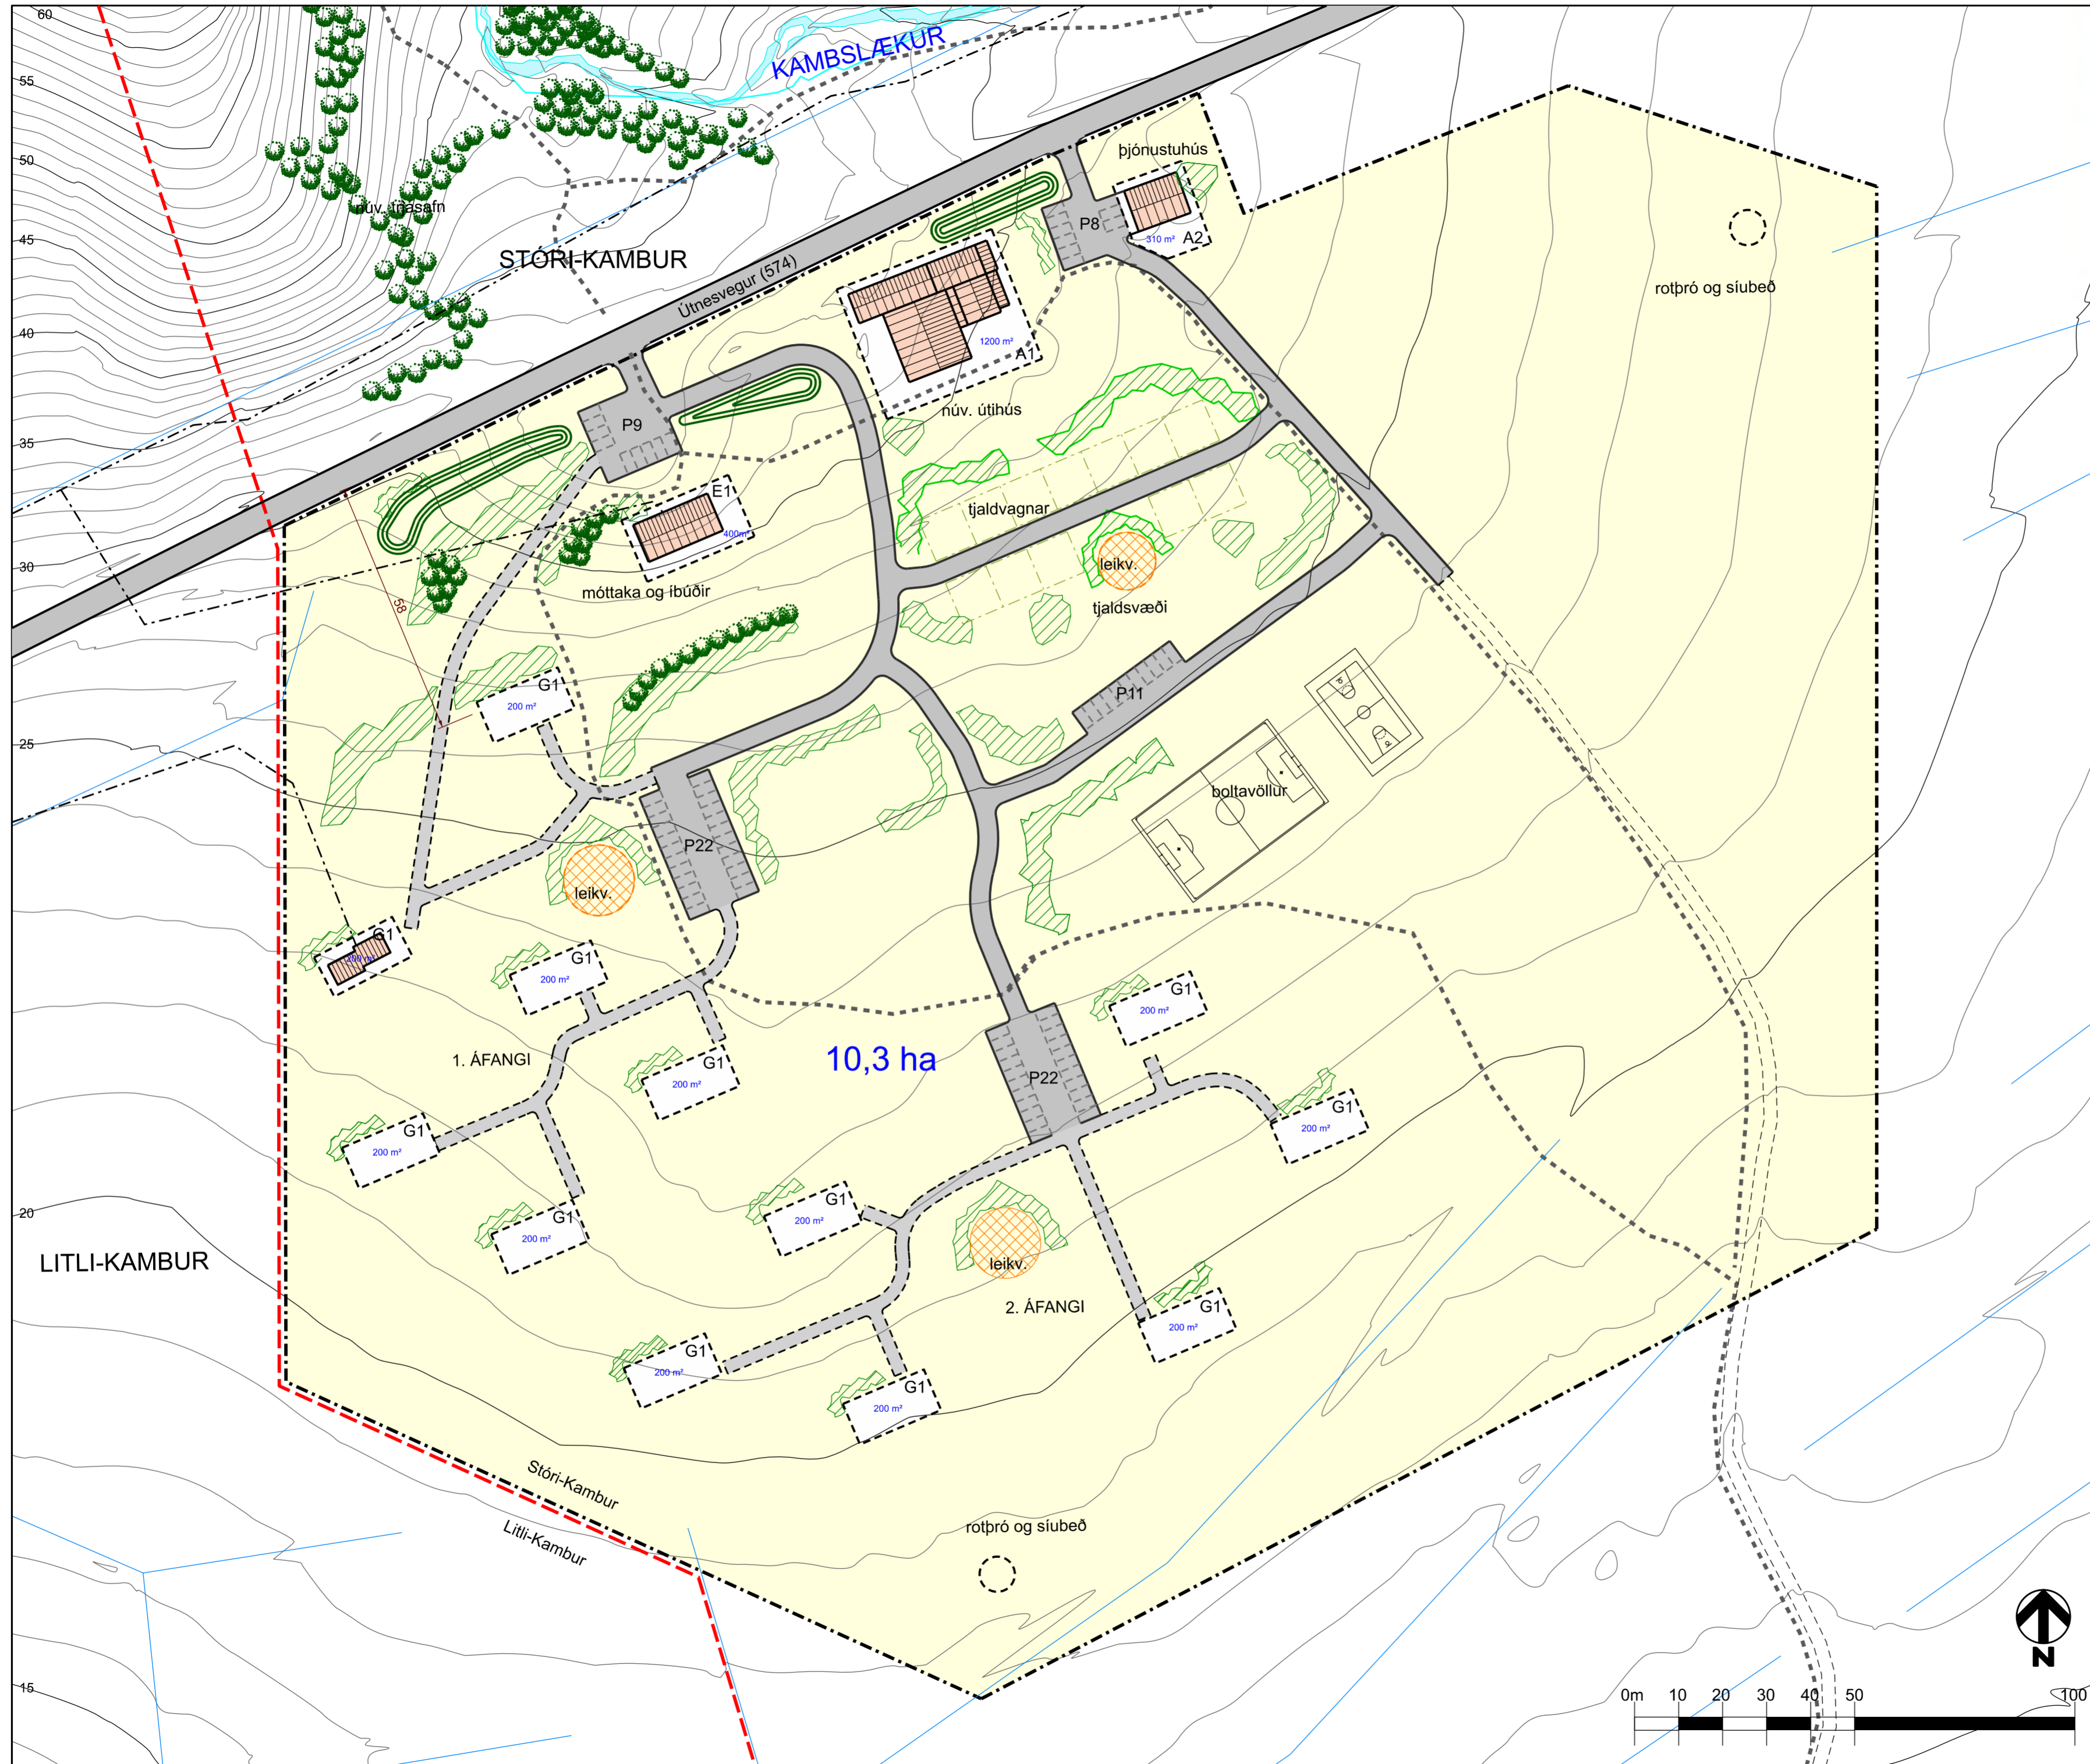 60
KAMBSLÆKUR
55
50
þjónustuhús
núv. trjásafn
P8
310 m²
A2
45
STÓRI-KAMBUR
Útnesvegur (574)
rotþró og síubeð
40
1200 m²
A1
núv. útihús
P9
35
E1
400m²
tjaldvagnar
móttaka og íbúðir
30
leikv.
tjaldsvæði
58
G1
200 m²
P11
25
boltavöllur
P22
leikv.
G1
200 m²
G1
200 m²
G1
200 m²
1. ÁFANGI
10,3 ha
G1
200 m²
P22
G1
200 m²
G1
200 m²
20
G1
200 m²
G1
200 m²
LITLI-KAMBUR
leikv.
2. ÁFANGI
G1
200 m²
G1
200 m²
G1
200 m²
Stóri-Kambur
Litli-Kambur
rotþró og síubeð
N
15
0m 10 20 30 40 50 100